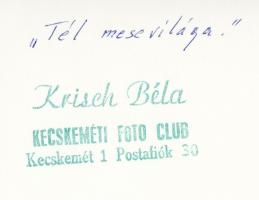 „Tél mesevilága."
Krisch Béla
KECSKEMÉTI FOTO CLUB
Kecskemét 1 Postafiók 30